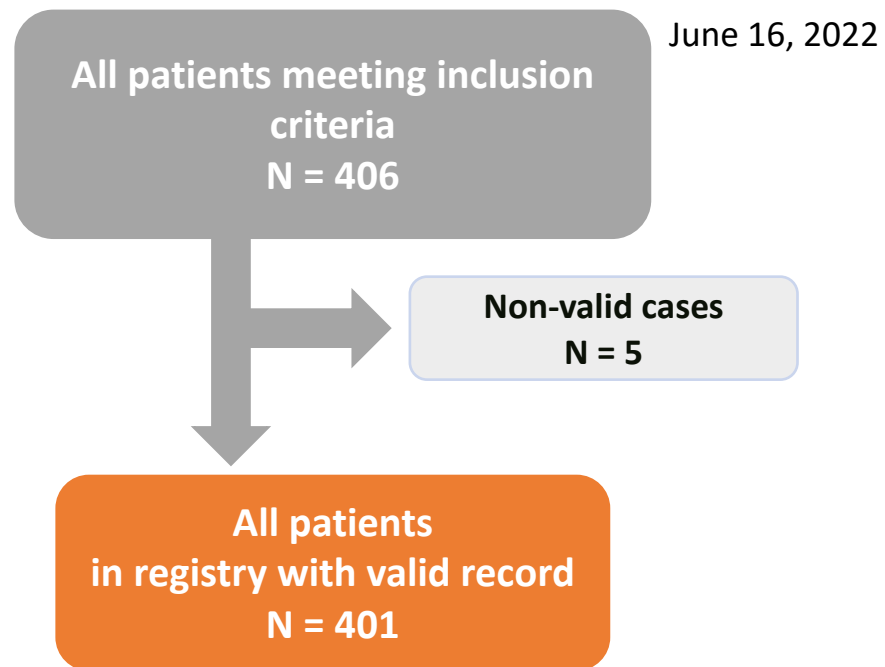 June 16, 2022
All patients meeting inclusion
criteria
N = 406
Non-valid cases
N = 5
All patients
in registry with valid record
N = 401